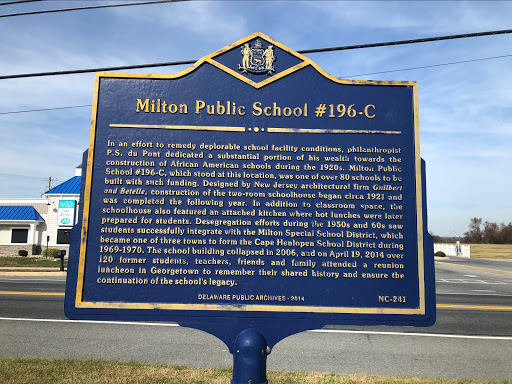 Milton Public School #196-C
In an effort to remedy deplorable school facility conditions, philanthropist
P.S. du Pont dedicated a substantial portion of his wealth towards the
construction of African American schools during the 1920s. Milton Public
School #196-C, which stood at this location, was one of over 80 schools to be
built with such funding. Designed by New Jersey architectural firm Guilbert
and Betelle, construction of the two-room schoolhouse began circa 1921 and
was completed the following year. In addition to classroom space, the
schoolhouse also featured an attached kitchen where hot lunches were later
prepared for students. Desegregation efforts during the 1950s and 60s saw
students successfully integrate with the Milton Special School District, which
became one of three towns to form the Cape Henlopen School District during
1969-1970. The school building collapsed in 2006, and on April 19, 2014 over
120 former students, teachers, friends and family attended a reunion
luncheon in Georgetown to remember their shared history and ensure the
continuation of the school's legacy.
DELAWARE PUBLIC ARCHIVES - 2014
NC-241